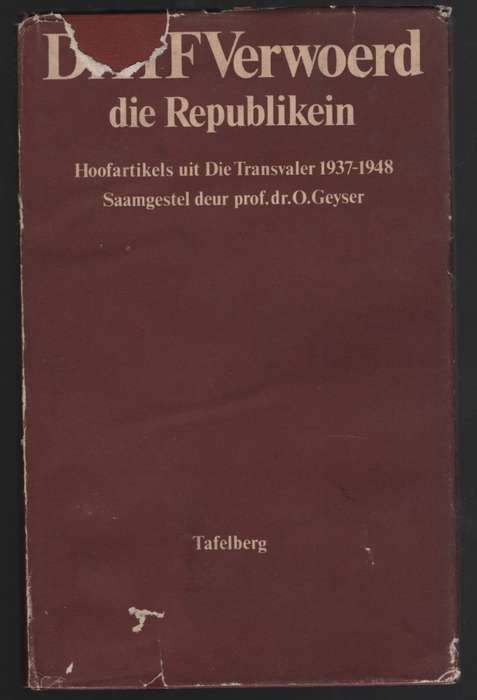 F Verwoerd
die Republikein
Hoofartikels uit Die Transvaler 1937-1948
Saamgestel deur prof. dr. O. Geyser
Tafelberg